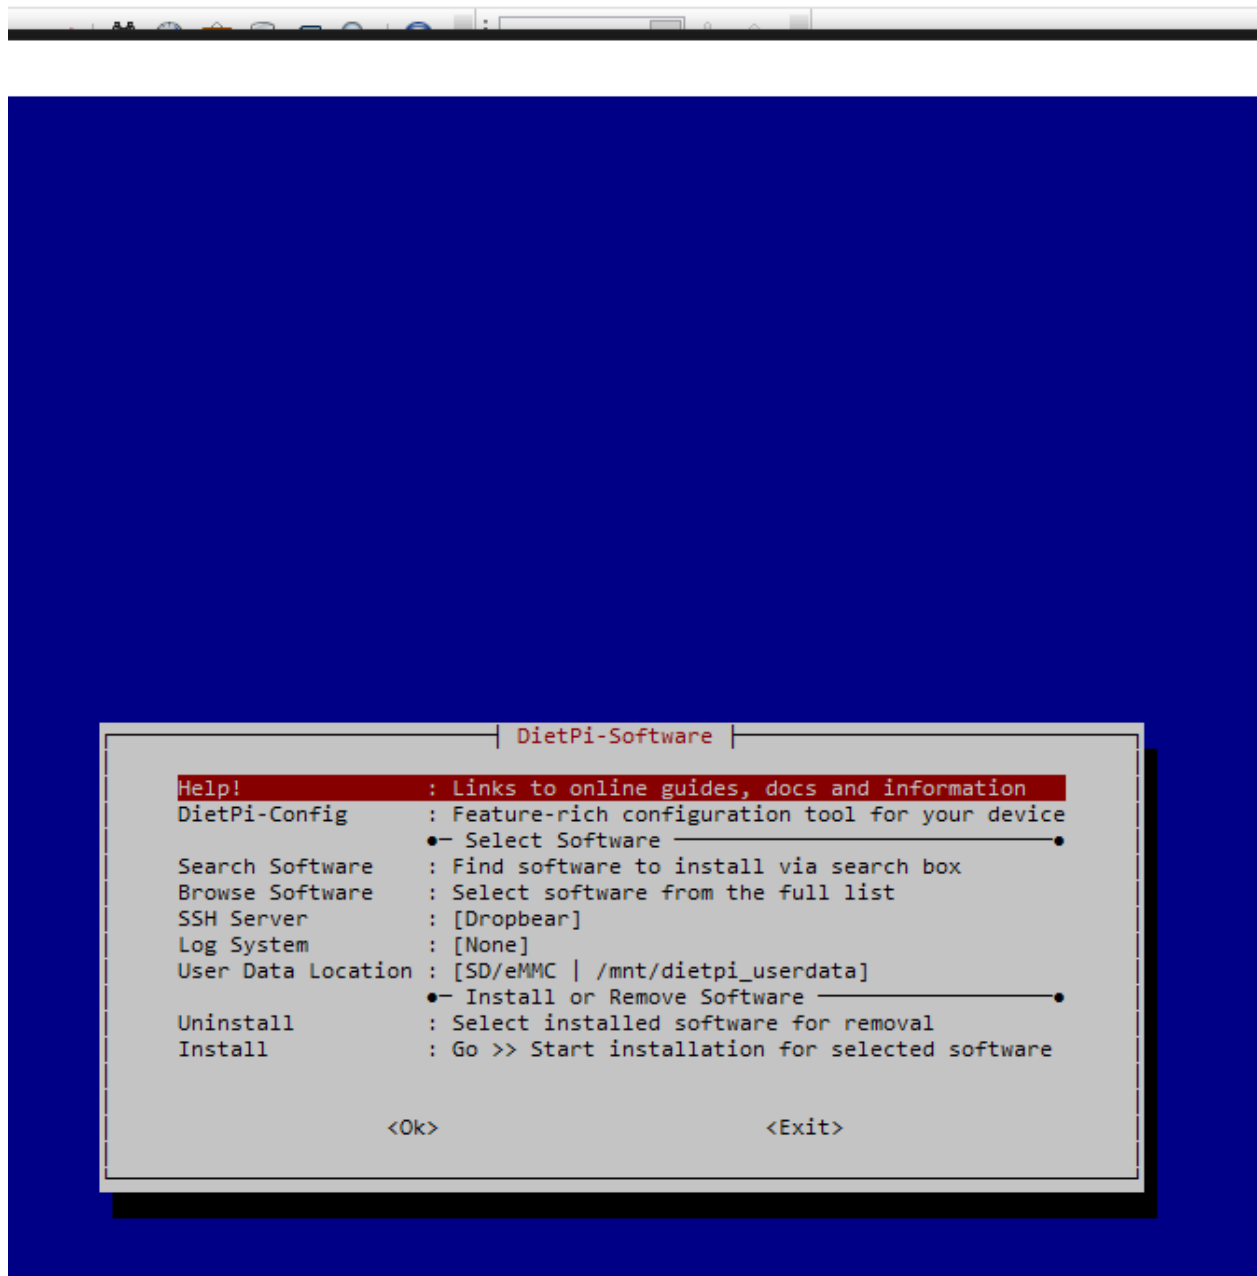 DietPi-Software
Help! : Links to online guides, docs and information
DietPi-Config : Feature-rich configuration tool for your device
●─ Select Software ─●
Search Software : Find software to install via search box
Browse Software : Select software from the full list
SSH Server : [Dropbear]
Log System : [None]
User Data Location : [SD/eMMC | /mnt/dietpi_userdata]
●─ Install or Remove Software ─●
Uninstall : Select installed software for removal
Install : Go >> Start installation for selected software
<Ok> <Exit>